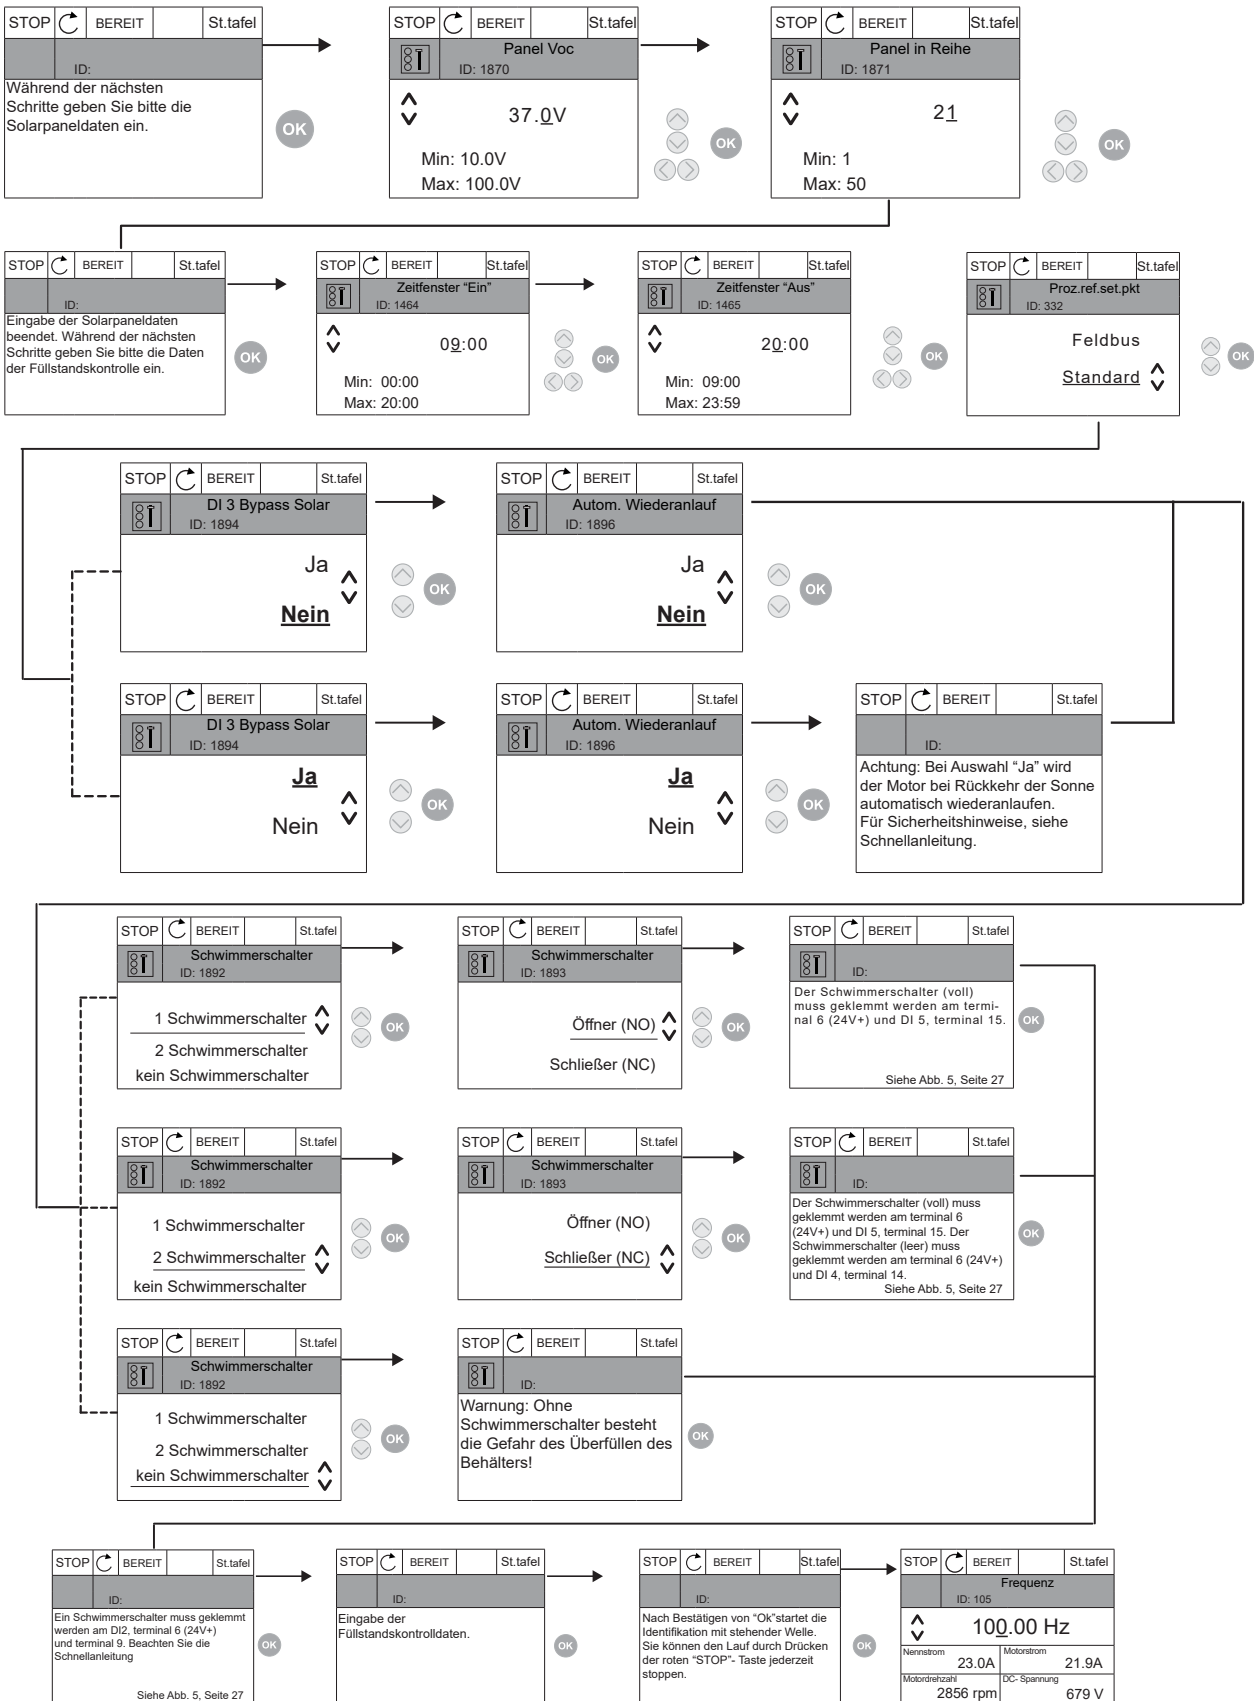 STOP BEREIT St.tafel
ID:
Während der nächsten
Schritte geben Sie bitte die
Solarpaneldaten ein.
OK
STOP BEREIT St.tafel
Panel Voc
ID: 1870
37.0V
Min: 10.0V
Max: 100.0V
OK
STOP BEREIT St.tafel
Panel in Reihe
ID: 1871
21
Min: 1
Max: 50
OK
STOP BEREIT St.tafel
ID:
Eingabe der Solarpaneldaten
beendet. Während der nächsten
Schritte geben Sie bitte die Daten
der Füllstandskontrolle ein.
OK
STOP BEREIT St.tafel
Zeitfenster “Ein”
ID: 1464
09:00
Min: 00:00
Max: 20:00
OK
STOP BEREIT St.tafel
Zeitfenster “Aus”
ID: 1465
20:00
Min: 09:00
Max: 23:59
OK
STOP BEREIT St.tafel
Proz.ref.set.pkt
ID: 332
Feldbus
Standard
OK
STOP BEREIT St.tafel
DI 3 Bypass Solar
ID: 1894
Ja
Nein
OK
STOP BEREIT St.tafel
Autom. Wiederanlauf
ID: 1896
Ja
Nein
OK
STOP BEREIT St.tafel
DI 3 Bypass Solar
ID: 1894
Ja
Nein
OK
STOP BEREIT St.tafel
Autom. Wiederanlauf
ID: 1896
Ja
Nein
OK
STOP BEREIT St.tafel
ID:
Achtung: Bei Auswahl “Ja” wird
der Motor bei Rückkehr der Sonne
automatisch wiederanlaufen.
Für Sicherheitshinweise, siehe
Schnellanleitung.
STOP BEREIT St.tafel
Schwimmerschalter
ID: 1892
1 Schwimmerschalter
2 Schwimmerschalter
kein Schwimmerschalter
OK
STOP BEREIT St.tafel
Schwimmerschalter
ID: 1893
Öffner (NO)
Schließer (NC)
OK
STOP BEREIT St.tafel
ID:
Der Schwimmerschalter (voll)
muss geklemmt werden am termi-
nal 6 (24V+) und DI 5, terminal 15.
Siehe Abb. 5, Seite 27
OK
STOP BEREIT St.tafel
Schwimmerschalter
ID: 1892
1 Schwimmerschalter
2 Schwimmerschalter
kein Schwimmerschalter
OK
STOP BEREIT St.tafel
Schwimmerschalter
ID: 1893
Öffner (NO)
Schließer (NC)
OK
STOP BEREIT St.tafel
ID:
Der Schwimmerschalter (voll) muss
geklemmt werden am terminal 6
(24V+) und DI 5, terminal 15. Der
Schwimmerschalter (leer) muss
geklemmt werden am terminal 6 (24V+)
und DI 4, terminal 14.
Siehe Abb. 5, Seite 27
OK
STOP BEREIT St.tafel
Schwimmerschalter
ID: 1892
1 Schwimmerschalter
2 Schwimmerschalter
kein Schwimmerschalter
OK
STOP BEREIT St.tafel
ID:
Warnung: Ohne
Schwimmerschalter besteht
die Gefahr des Überfüllen des
Behälters!
OK
STOP BEREIT St.tafel
ID:
Ein Schwimmerschalter muss geklemmt
werden am DI2, terminal 6 (24V+)
und terminal 9. Beachten Sie die
Schnellanleitung
Siehe Abb. 5, Seite 27
OK
STOP BEREIT St.tafel
ID:
Eingabe der
Füllstandskontrolldaten.
OK
STOP BEREIT St.tafel
ID:
Nach Bestätigen von “Ok”startet die
Identifikation mit stehender Welle.
Sie können den Lauf durch Drücken
der roten “STOP”- Taste jederzeit
stoppen.
OK
STOP BEREIT St.tafel
Frequenz
ID: 105
100.00 Hz
Nennstrom 23.0A Motorstrom 21.9A
Motordrehzahl 2856 rpm DC- Spannung 679 V